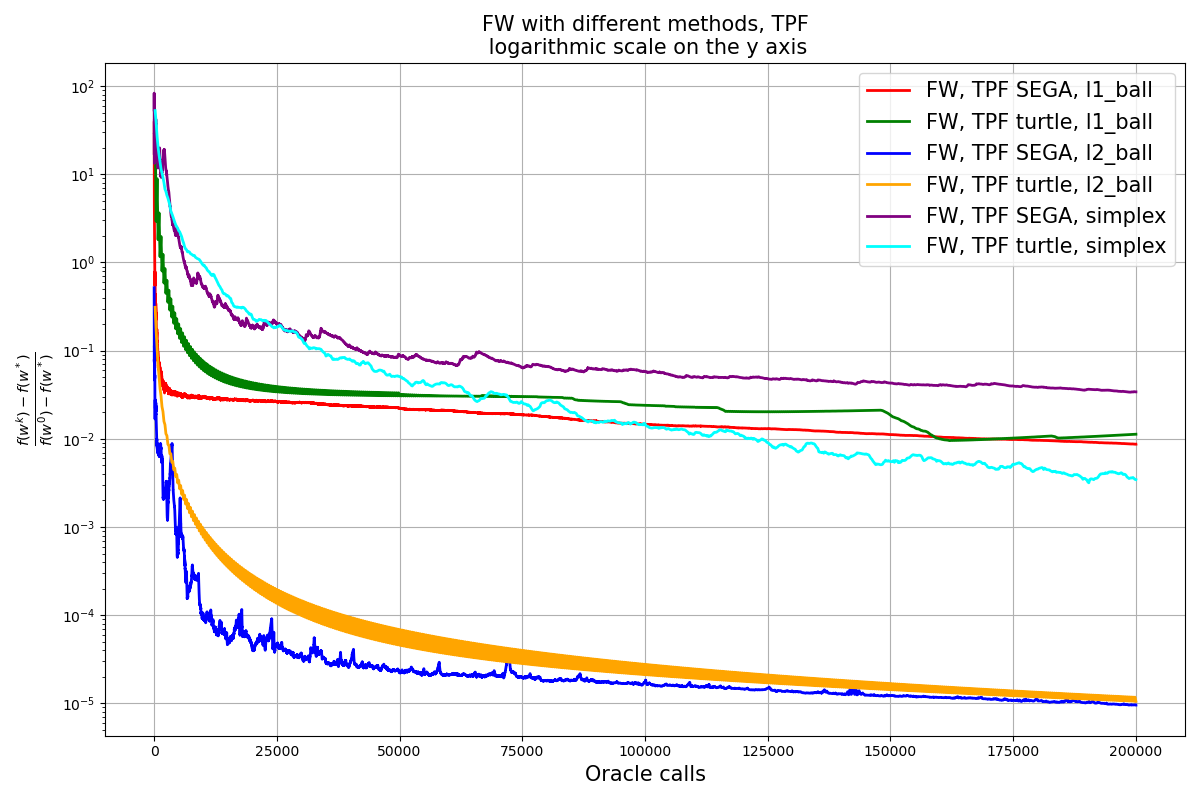 FW with different methods, TPF
logarithmic scale on the y axis
FW, TPF SEGA, l1_ball
FW, TPF turtle, l1_ball
FW, TPF SEGA, l2_ball
FW, TPF turtle, l2_ball
FW, TPF SEGA, simplex
FW, TPF turtle, simplex
10^2
10^1
10^0
10^-1
10^-2
10^-3
10^-4
10^-5
f(w^k) − f(w^*)
f(w^0) − f(w^*)
0 25000 50000 75000 100000 125000 150000 175000 200000
Oracle calls